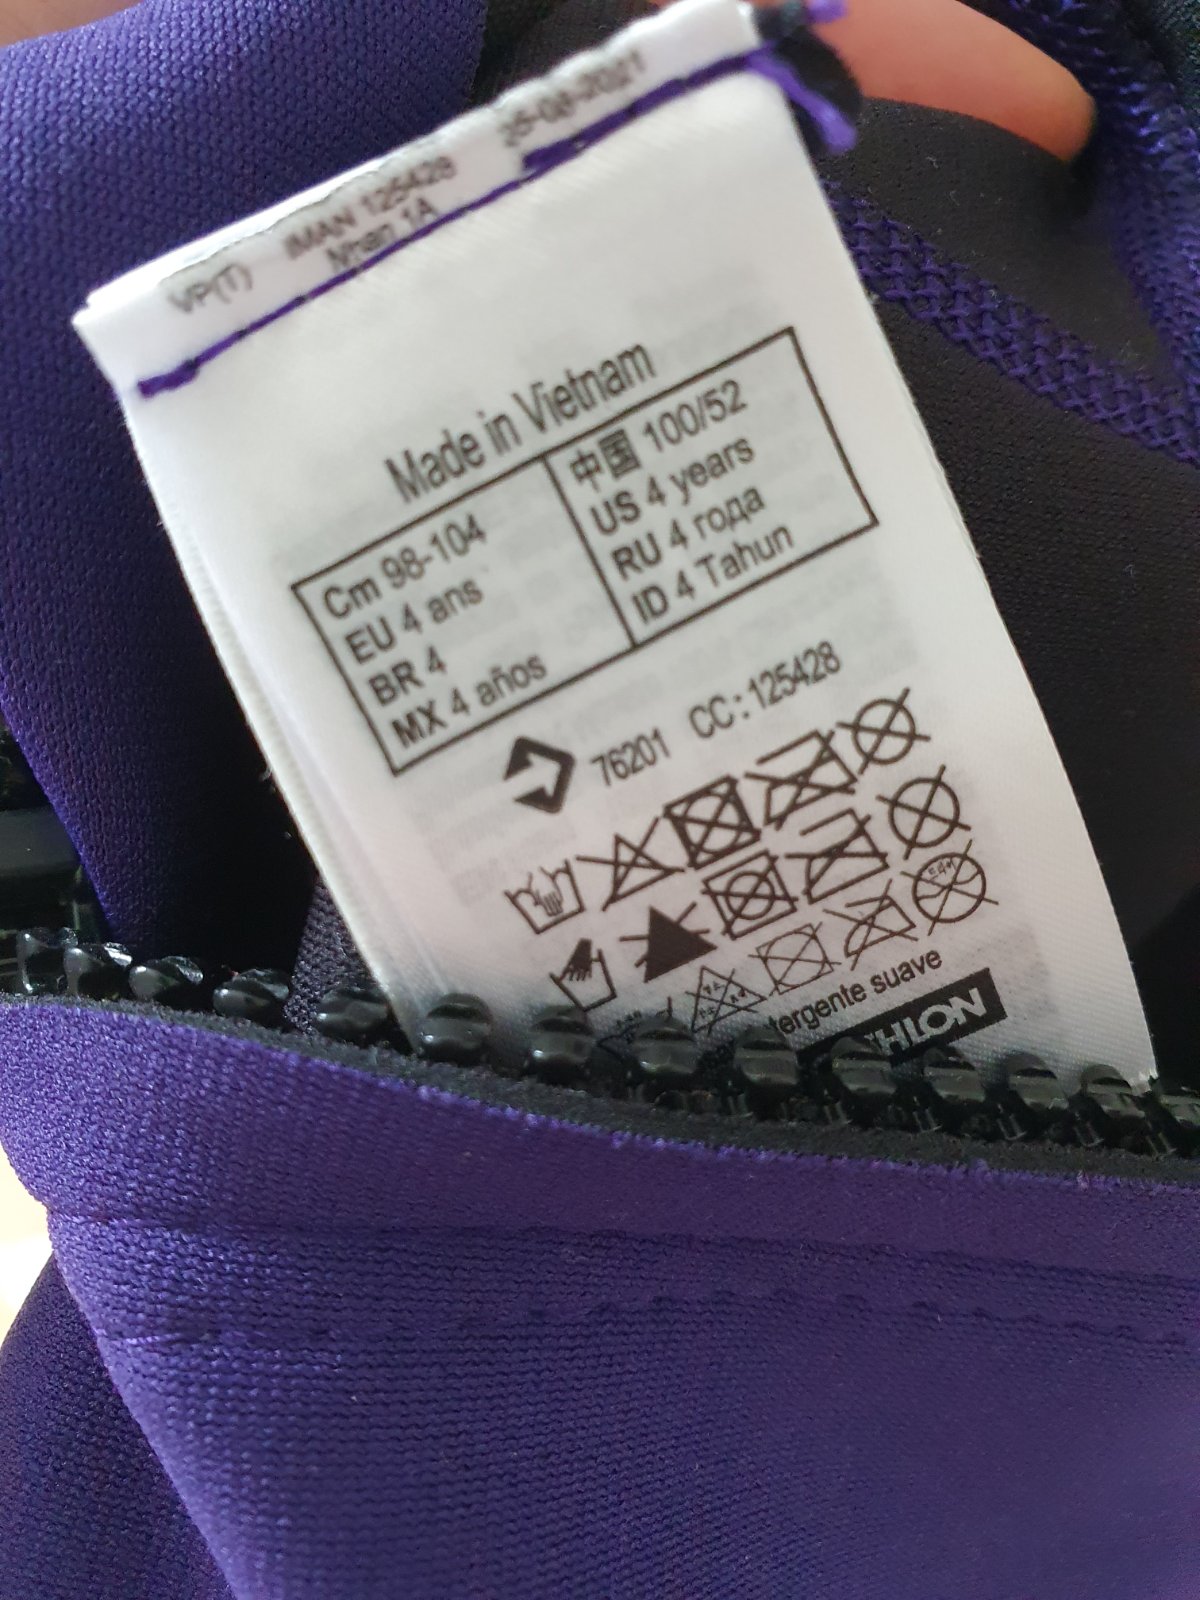 25-08-2021
IMAN 125428
VP(T) Nhan 1A
Made in Vietnam
Cm 98-104
EU 4 ans
BR 4
MX 4 años
中国 100/52
US 4 years
RU 4 года
ID 4 Tahun
76201 CC: 125428
suave